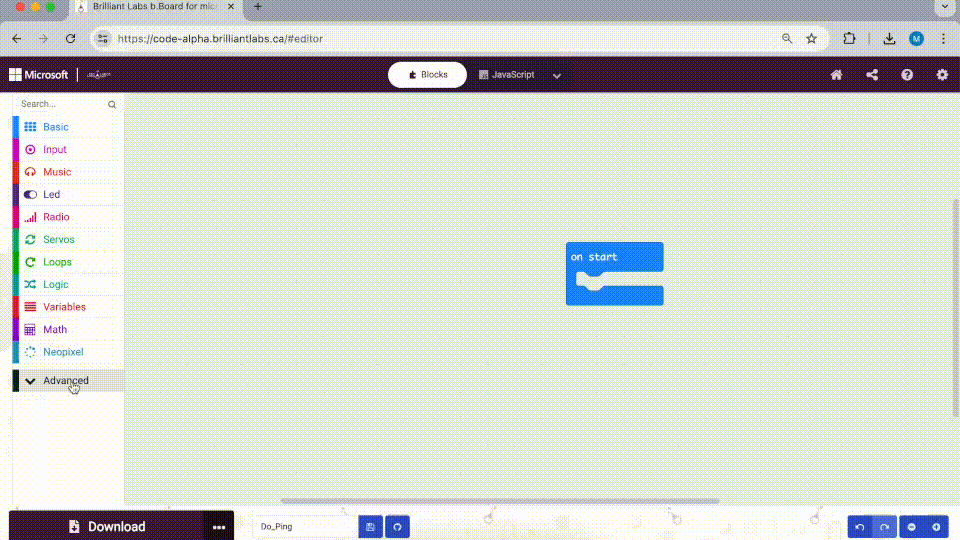 Brilliant Labs b.Board for mic
https://code-alpha.brilliantlabs.ca/#editor
M
Microsoft
Blocks
JavaScript
Search...
Basic
Input
Music
Led
Radio
Servos
Loops
Logic
Variables
Math
Neopixel
Advanced
on start
Download
Do_Ping